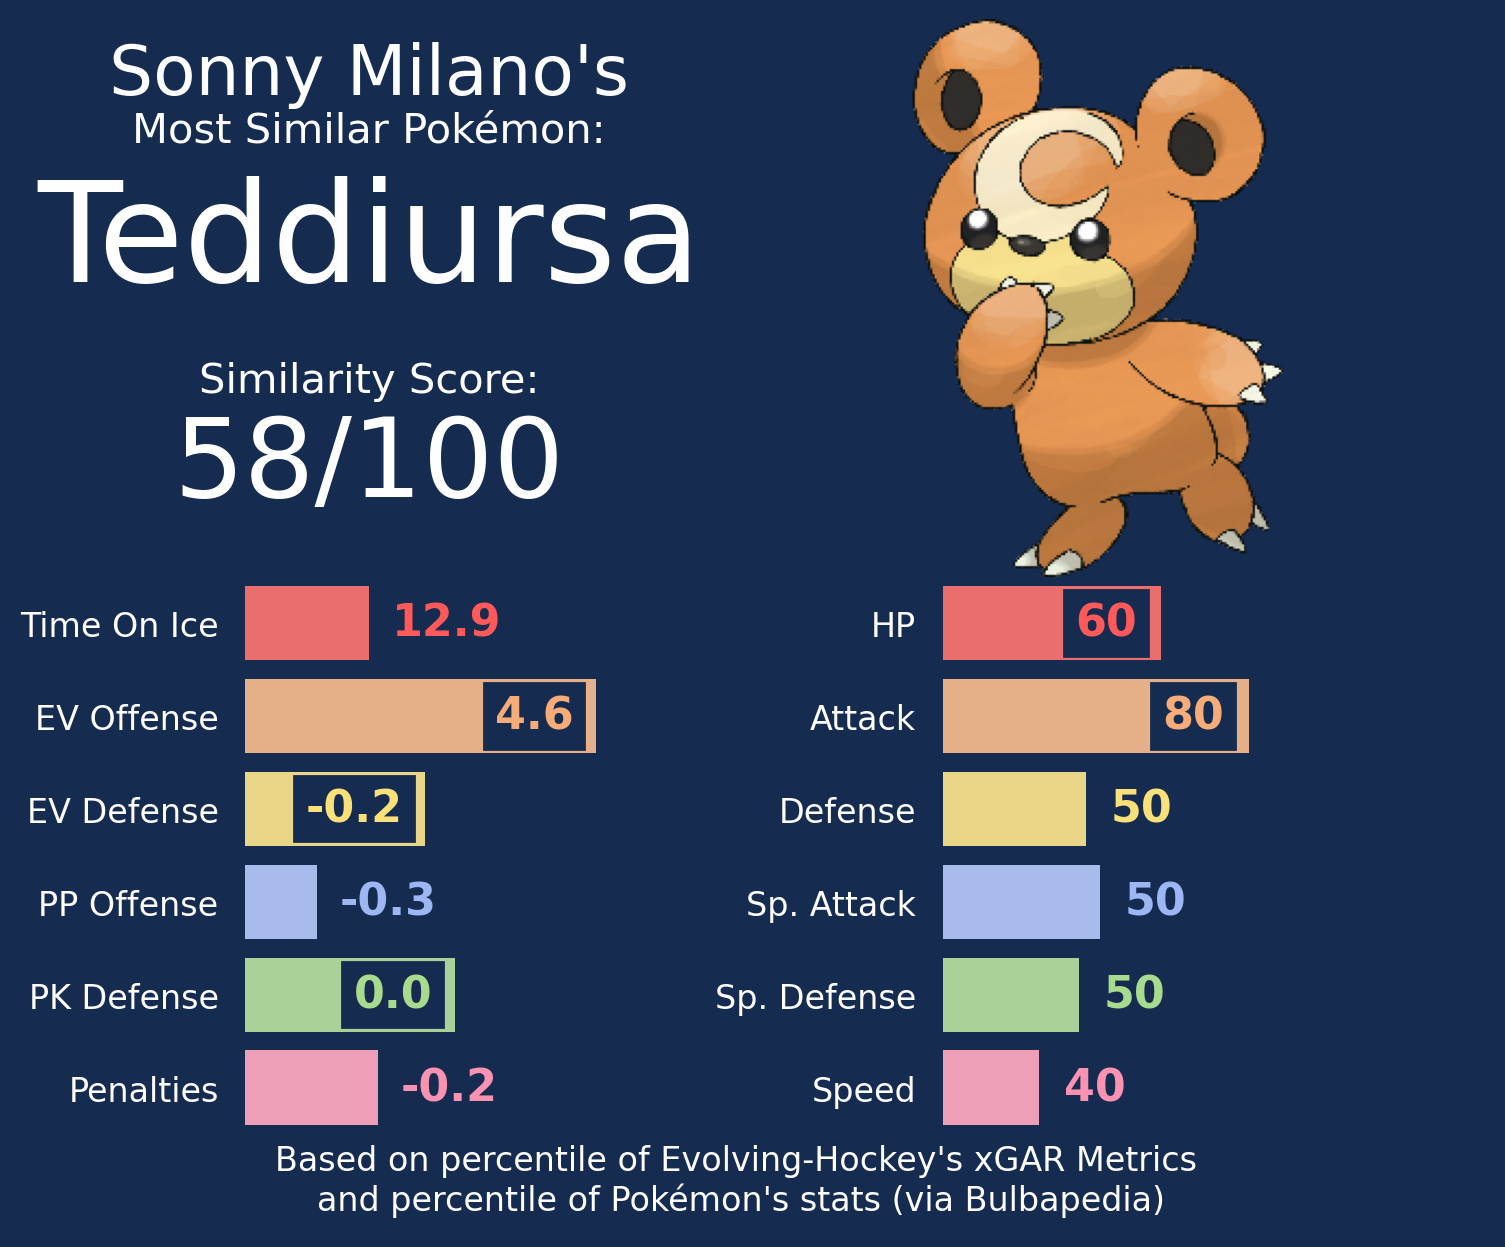 Sonny Milano's
Most Similar Pokémon:
Teddiursa
Similarity Score:
58/100
Time On Ice 12.9
EV Offense 4.6
EV Defense -0.2
PP Offense -0.3
PK Defense 0.0
Penalties -0.2
HP 60
Attack 80
Defense 50
Sp. Attack 50
Sp. Defense 50
Speed 40
Based on percentile of Evolving-Hockey's xGAR Metrics
and percentile of Pokémon's stats (via Bulbapedia)